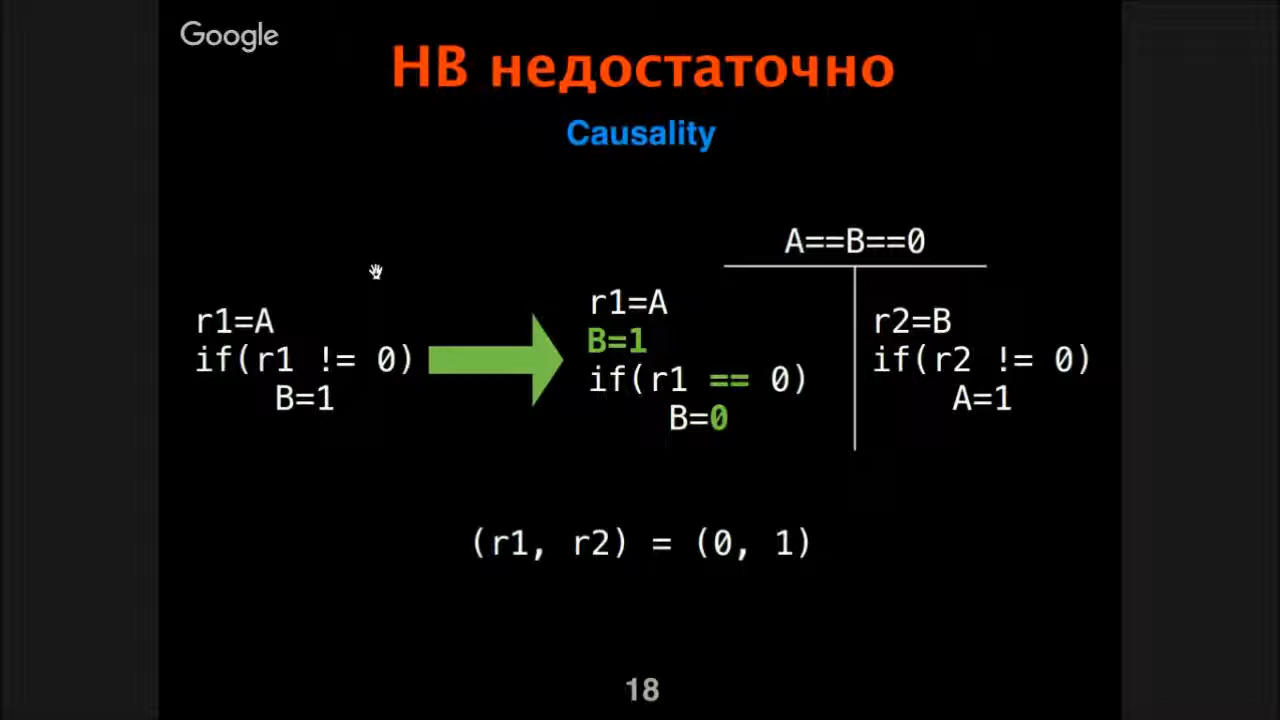 Google
НВ недостаточно
Causality
r1=A
if(r1 != 0)
B=1
A==B==0
r1=A
B=1
if(r1 == 0)
B=0
r2=B
if(r2 != 0)
A=1
(r1, r2) = (0, 1)
18